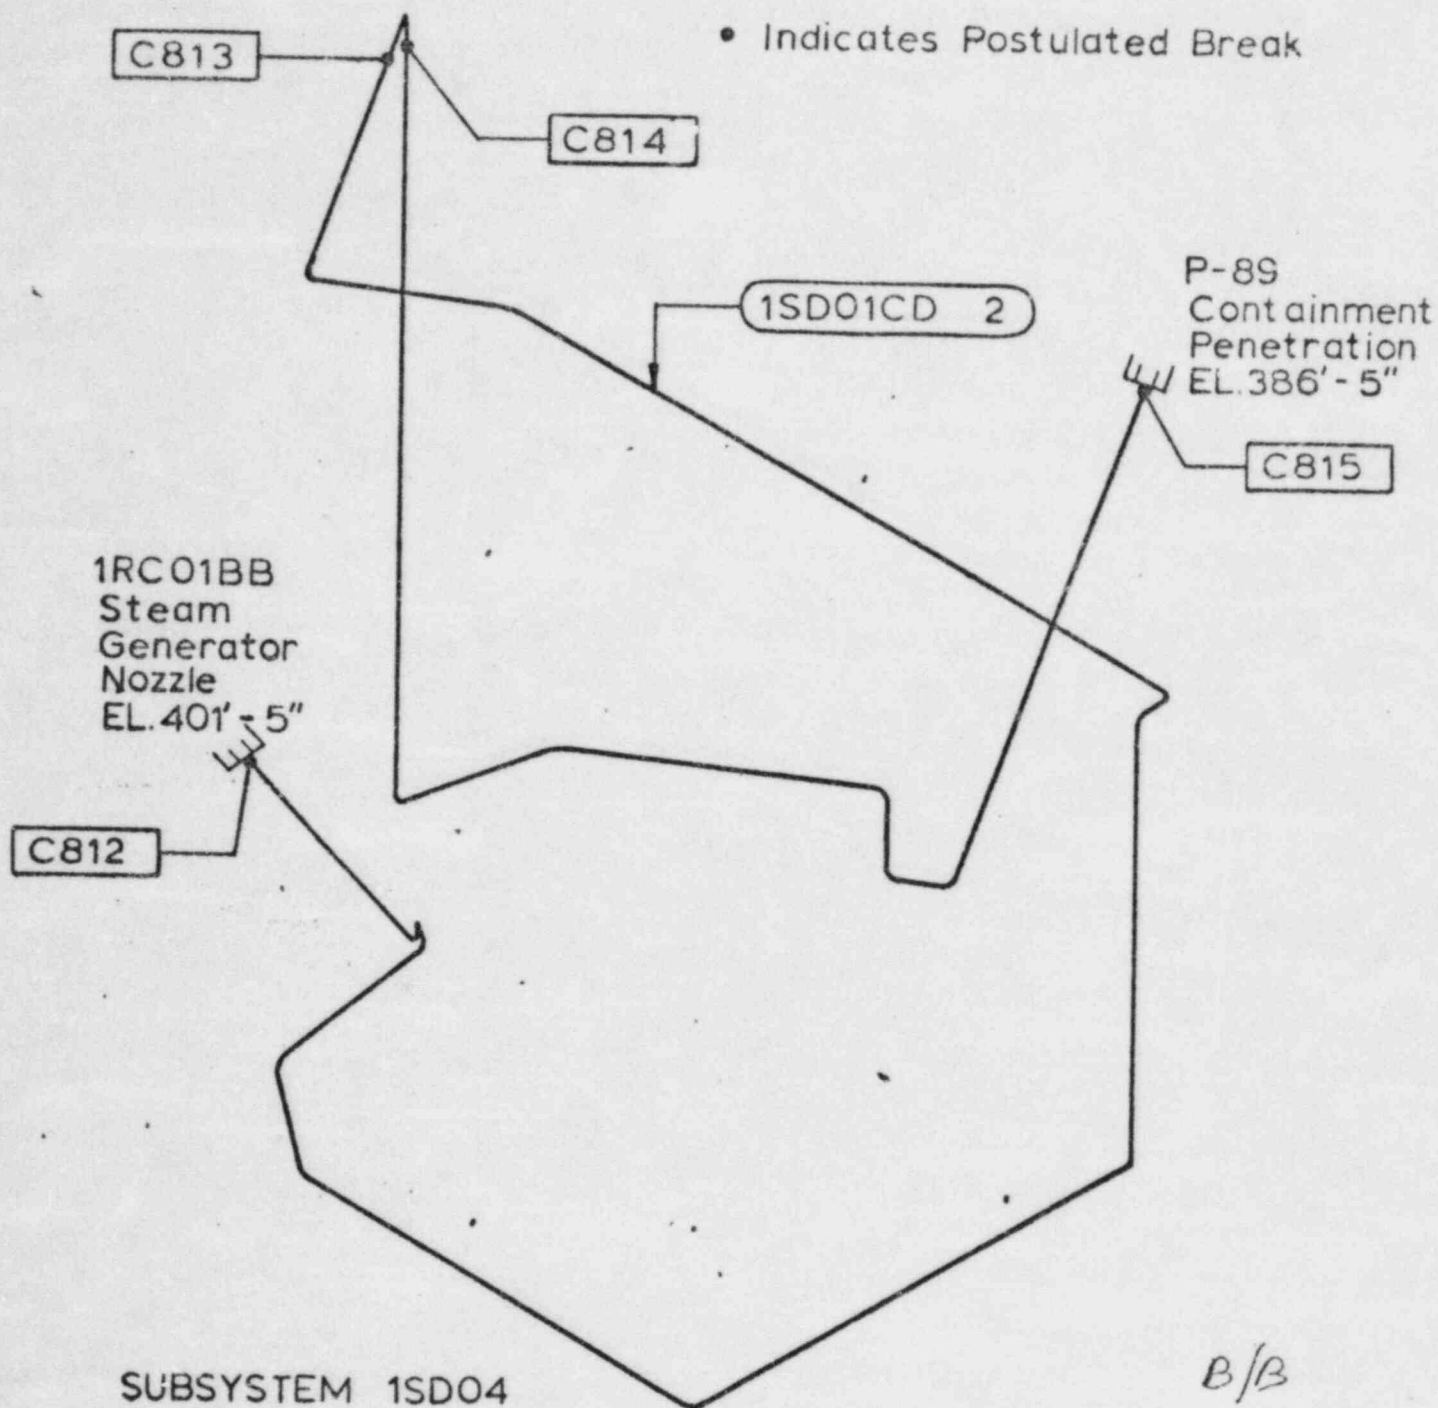 • Indicates Postulated Break
C813
C814
1SD01CD 2
P-89
Containment
Penetration
EL.386'-5"
C815
1RC01BB
Steam
Generator
Nozzle
EL.401'-5"
C812
SUBSYSTEM 1SD04
B/B